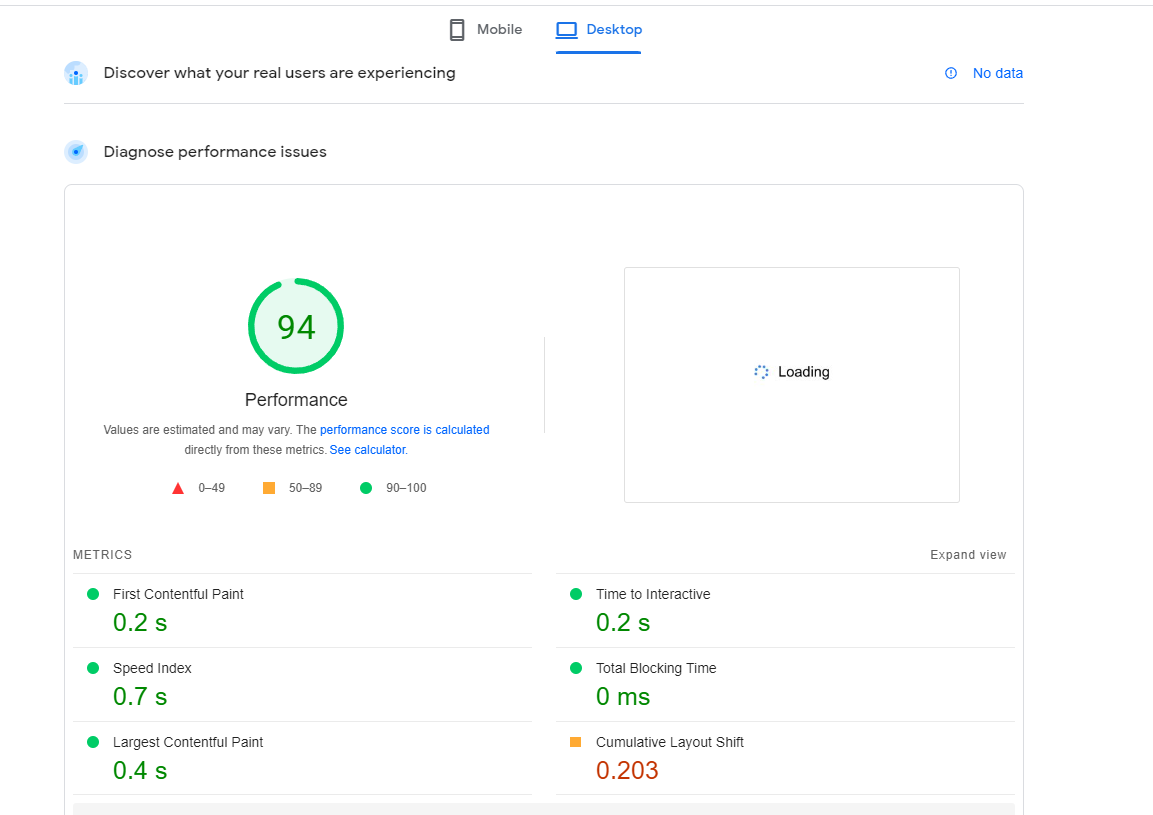 Mobile
Desktop
Discover what your real users are experiencing
No data
Diagnose performance issues
94
Performance
Values are estimated and may vary. The performance score is calculated
directly from these metrics. See calculator.
0–49
50–89
90–100
Loading
METRICS
Expand view
First Contentful Paint
0.2 s
Time to Interactive
0.2 s
Speed Index
0.7 s
Total Blocking Time
0 ms
Largest Contentful Paint
0.4 s
Cumulative Layout Shift
0.203